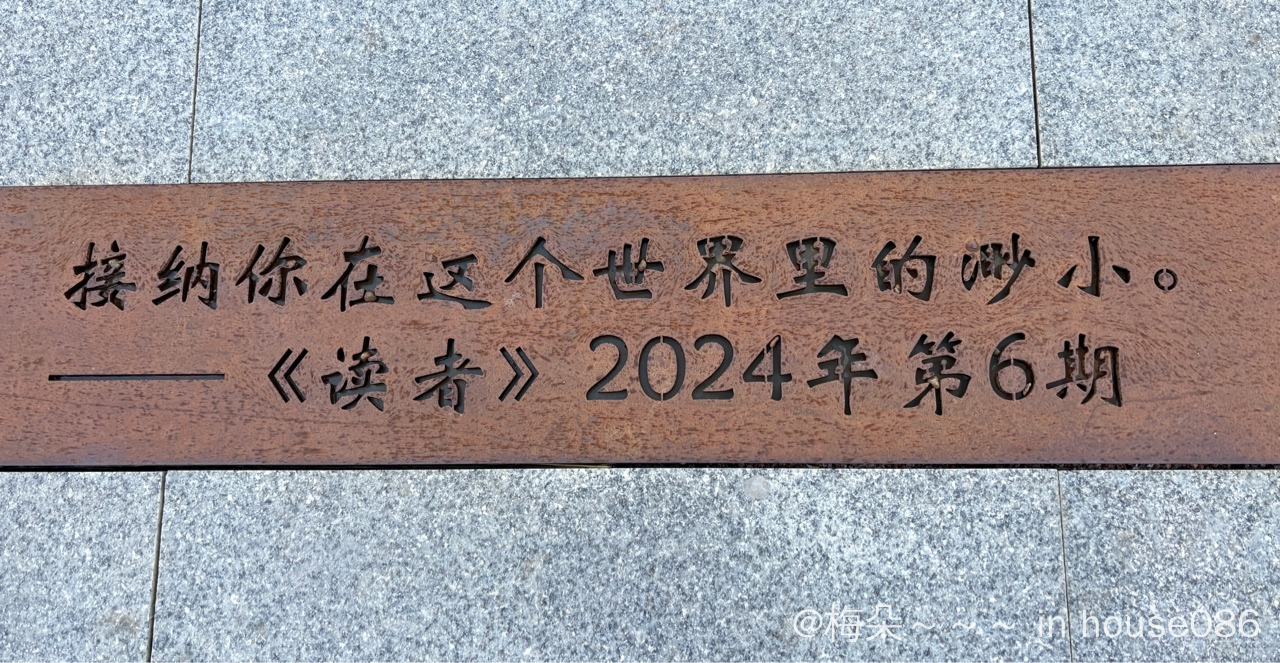 接纳你在这个世界里的渺小。
——《读者》2024年第6期
@梅朵～～～ in house086